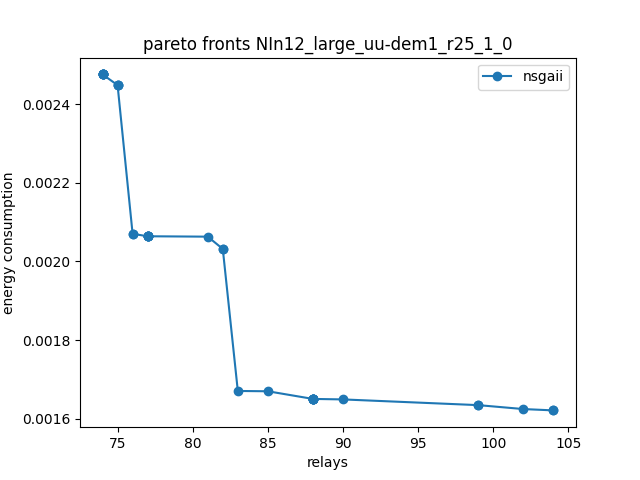 pareto fronts NIn12_large_uu-dem1_r25_1_0
nsgaii
energy consumption
0.0024
0.0022
0.0020
0.0018
0.0016
75 80 85 90 95 100 105
relays